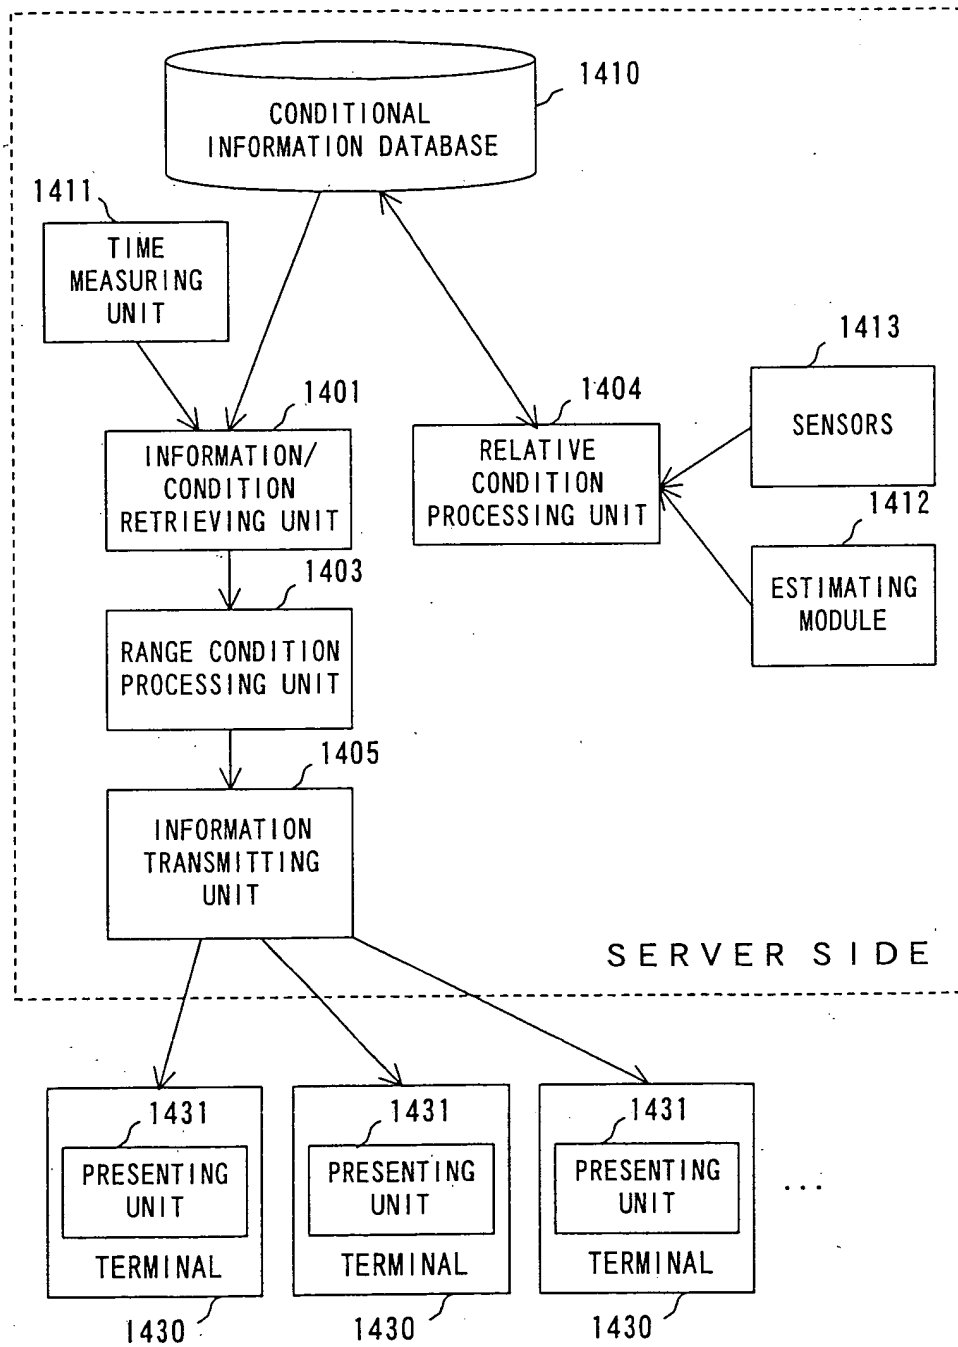 1410
CONDITIONAL
INFORMATION DATABASE
1411
TIME
MEASURING
UNIT
1413
SENSORS
1401
INFORMATION/
CONDITION
RETRIEVING UNIT
1404
RELATIVE
CONDITION
PROCESSING UNIT
1412
ESTIMATING
MODULE
1403
RANGE CONDITION
PROCESSING UNIT
1405
INFORMATION
TRANSMITTING
UNIT
SERVER SIDE
1431
PRESENTING
UNIT
TERMINAL
1430
1431
PRESENTING
UNIT
TERMINAL
1430
1431
PRESENTING
UNIT
TERMINAL
1430
...